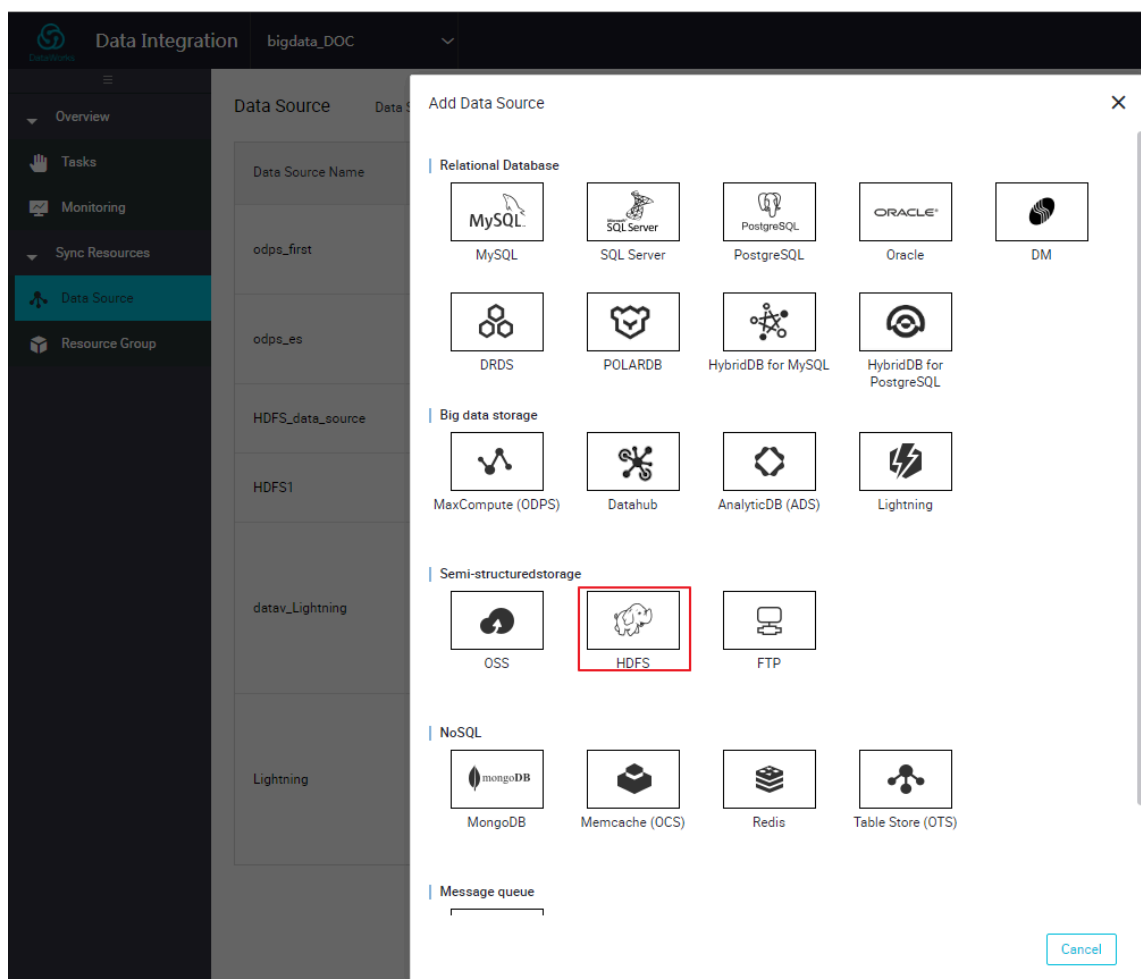 DataWorks
Data Integration
bigdata_DOC
Overview
Tasks
Monitoring
Sync Resources
Data Source
Resource Group
Data Source
Data S
Data Source Name
odps_first
odps_es
HDFS_data_source
HDFS1
datav_Lightning
Lightning
Add Data Source
Relational Database
MySQL
SQL Server
PostgreSQL
ORACLE
MySQL
SQL Server
PostgreSQL
Oracle
DM
DRDS
POLARDB
HybridDB for MySQL
HybridDB for
PostgreSQL
Big data storage
MaxCompute (ODPS)
Datahub
AnalyticDB (ADS)
Lightning
Semi-structuredstorage
OSS
HDFS
FTP
NoSQL
mongoDB
MongoDB
Memcache (OCS)
Redis
Table Store (OTS)
Message queue
Cancel